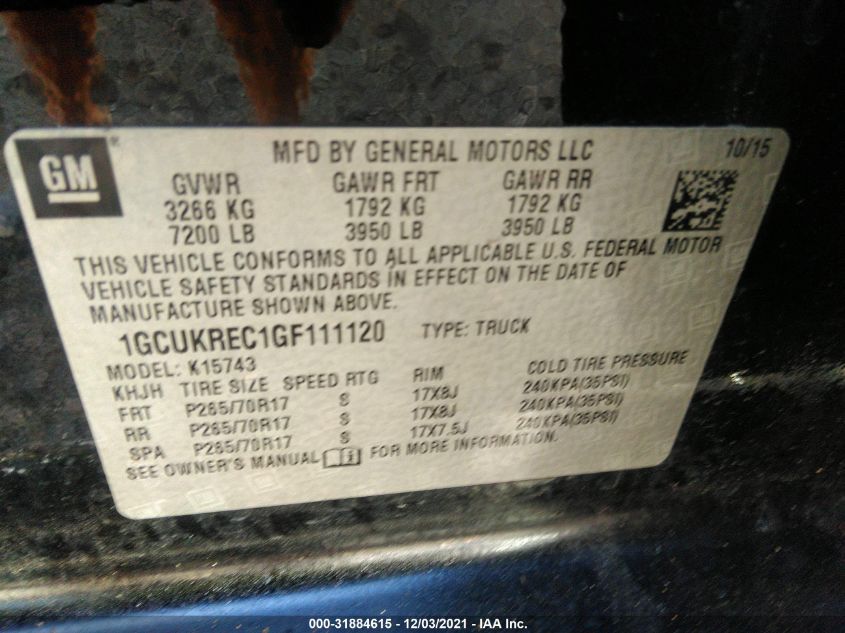 GM
MFD BY GENERAL MOTORS LLC 10/15
GVWR GAWR FRT GAWR RR
3266 KG 1792 KG 1792 KG
7200 LB 3950 LB 3950 LB
THIS VEHICLE CONFORMS TO ALL APPLICABLE U.S. FEDERAL MOTOR
VEHICLE SAFETY STANDARDS IN EFFECT ON THE DATE OF
MANUFACTURE SHOWN ABOVE.
1GCUKREC1GF111120 TYPE: TRUCK
MODEL: K15743
KHJH TIRE SIZE SPEED RTG RIM COLD TIRE PRESSURE
FRT P265/70R17 S 17X8J 240KPA(35PSI)
RR P265/70R17 S 17X8J 240KPA(35PSI)
SPA P265/70R17 S 17X7.5J 240KPA(35PSI)
SEE OWNER'S MANUAL FOR MORE INFORMATION.
000-31884615 - 12/03/2021 - IAA Inc.